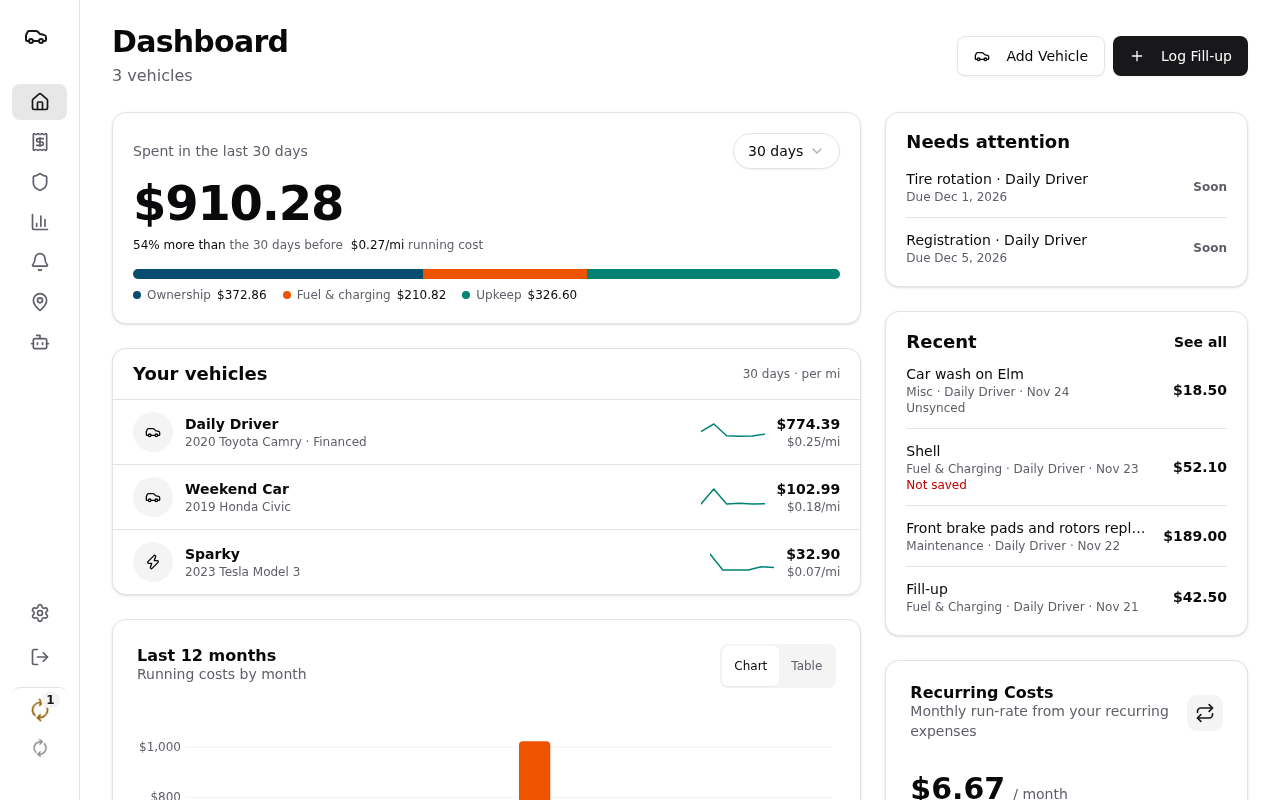 Dashboard
3 vehicles
Add Vehicle
Log Fill-up
Spent in the last 30 days
30 days
$910.28
54% more than the 30 days before $0.27/mi running cost
Ownership $372.86 Fuel & charging $210.82 Upkeep $326.60
Your vehicles
30 days · per mi
Daily Driver
2020 Toyota Camry · Financed
$774.39
$0.25/mi
Weekend Car
2019 Honda Civic
$102.99
$0.18/mi
Sparky
2023 Tesla Model 3
$32.90
$0.07/mi
Last 12 months
Running costs by month
Chart Table
$1,000
$800
Needs attention
Tire rotation · Daily Driver
Due Dec 1, 2026
Soon
Registration · Daily Driver
Due Dec 5, 2026
Soon
Recent
See all
Car wash on Elm
Misc · Daily Driver · Nov 24
Unsynced
$18.50
Shell
Fuel & Charging · Daily Driver · Nov 23
Not saved
$52.10
Front brake pads and rotors repl…
Maintenance · Daily Driver · Nov 22
$189.00
Fill-up
Fuel & Charging · Daily Driver · Nov 21
$42.50
Recurring Costs
Monthly run-rate from your recurring
expenses
$6.67 / month
1